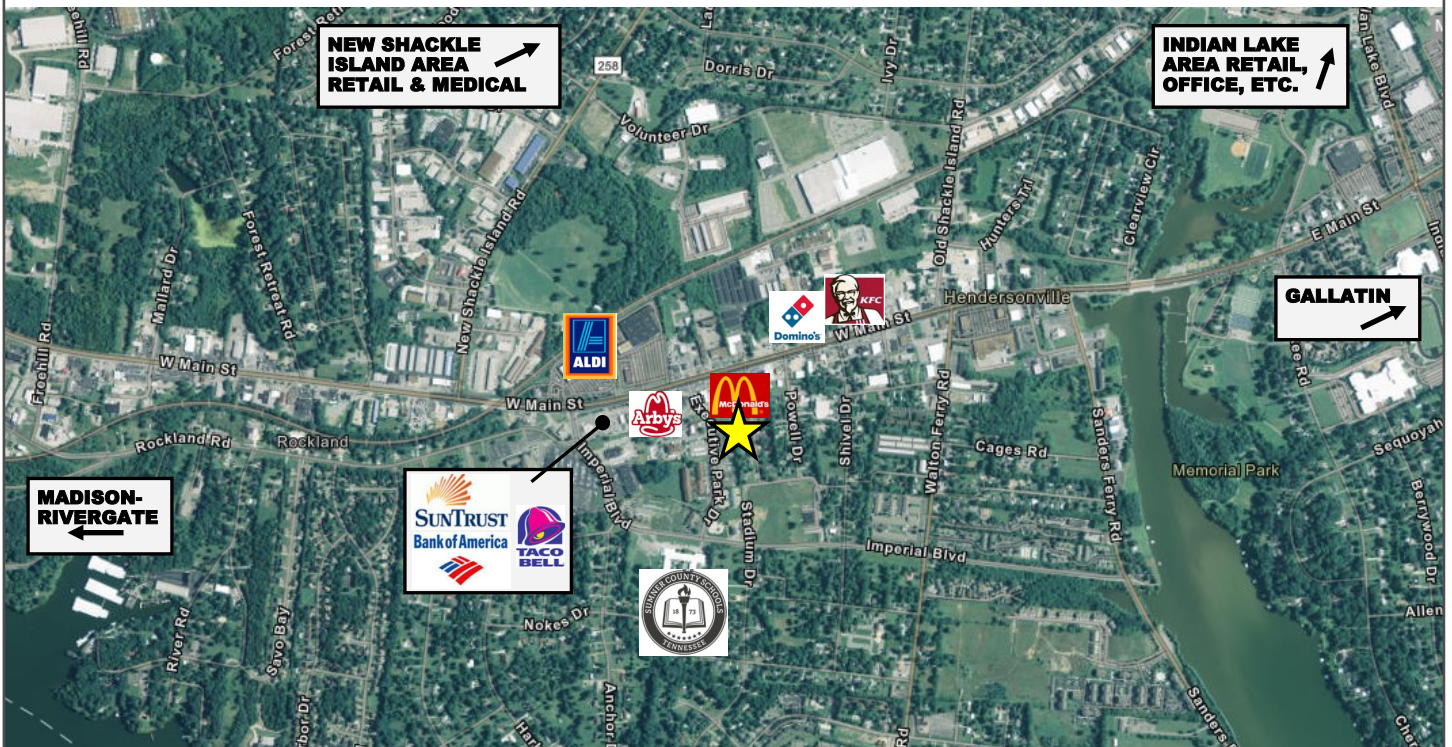 NEW SHACKLE
ISLAND AREA
RETAIL & MEDICAL
INDIAN LAKE
AREA RETAIL,
OFFICE, ETC.
258
Dorris Dr
Ivy Dr
Volunteer Dr
Old Shackle Island Rd
Hunters Trl
Clearview Cir
E Main St
Mallard Dr
Forest Retreat Rd
New Shackle Island Rd
Freehill Rd
W Main St
ALDI
Domino's
KFC
W Main St
Hendersonville
GALLATIN
W Main St
Arby's
McDonald's
Executive Park Dr
Powell Dr
Shivel Dr
Walton Ferry Rd
Cages Rd
Sanders Ferry Rd
Memorial Park
Sequoyah
Berrywood Dr
Rockland Rd
Rockland
MADISON-
RIVERGATE
SUNTRUST
Bank of America
TACO
BELL
Imperial Blvd
Stadium Dr
Imperial Blvd
SUMNER COUNTY SCHOOLS
18 73
TENNESSEE
Nokes Dr
River Rd
Savo Bay
Allen
Anchor
Sanders
Rd